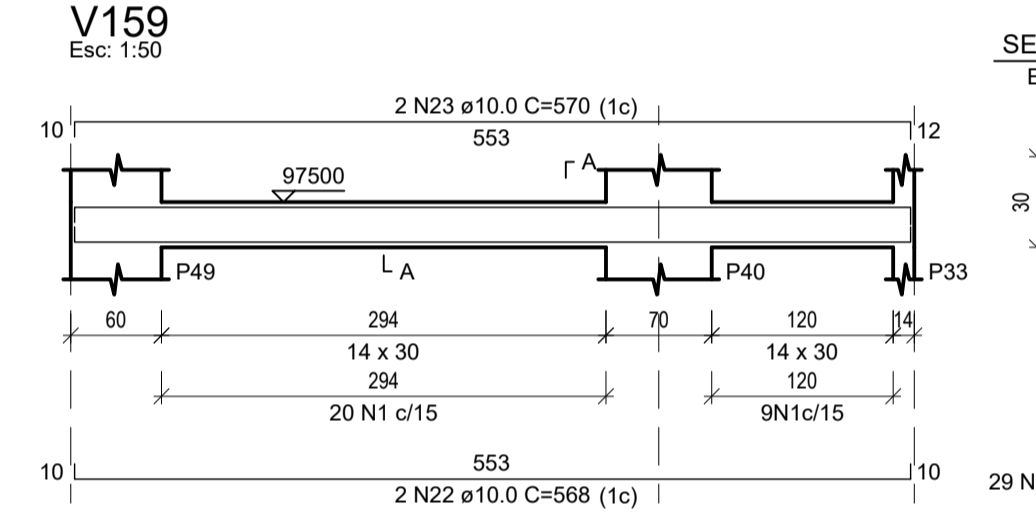 V159
Esc: 1:50
SE
E
2 N23 ø10.0 C=570 (1c)
10
553
12
A
97500
30
P49
A
P40
P33
60
294
70
120
14
14 x 30
14 x 30
294
120
20 N1 c/15
9N1c/15
10
553
10
2 N22 ø10.0 C=568 (1c)
29 N